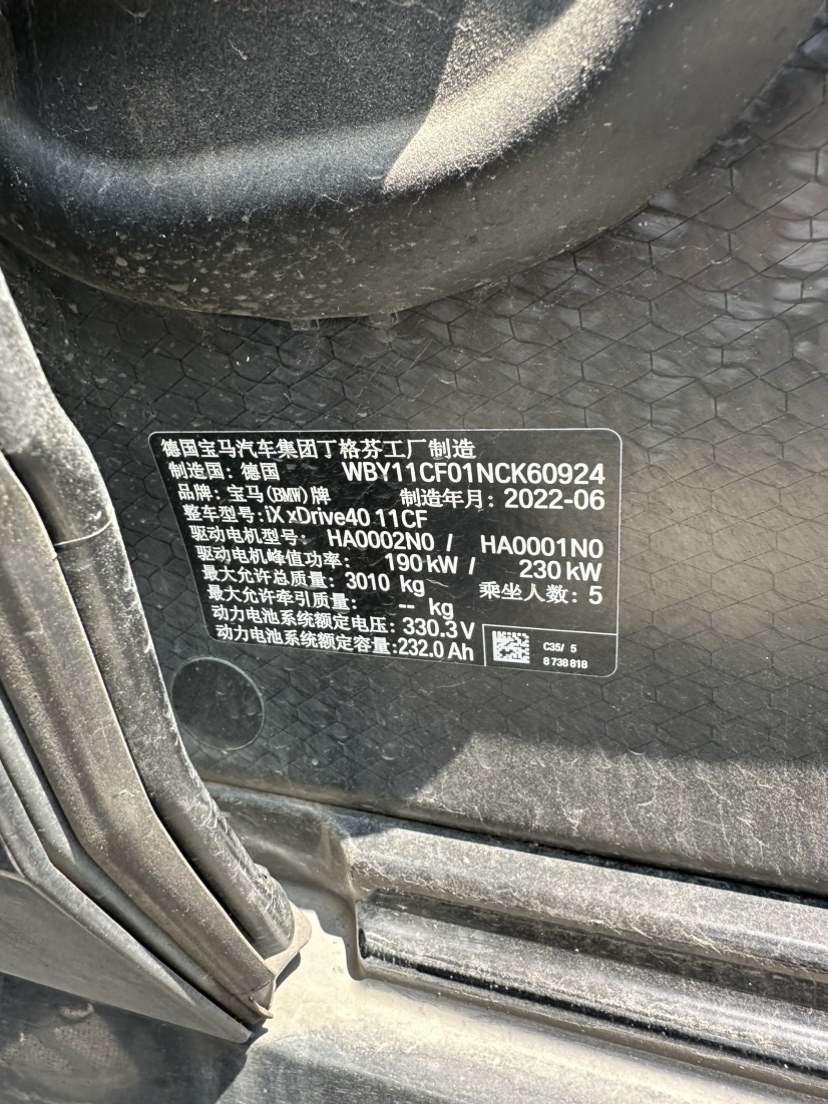 德国宝马汽车集团丁格芬工厂制造
制造国：德国 WBY11CF01NCK60924
品牌：宝马(BMW)牌 制造年月：2022-06
整车型号：iX xDrive40 11CF
驱动电机型号： HA0002N0 / HA0001N0
驱动电机峰值功率： 190 kW / 230 kW
最大允许总质量：3010 kg 乘坐人数：5
最大允许牵引质量： -- kg
动力电池系统额定电压：330.3 V
动力电池系统额定容量:232.0 Ah
C35/ 5
8 738 818